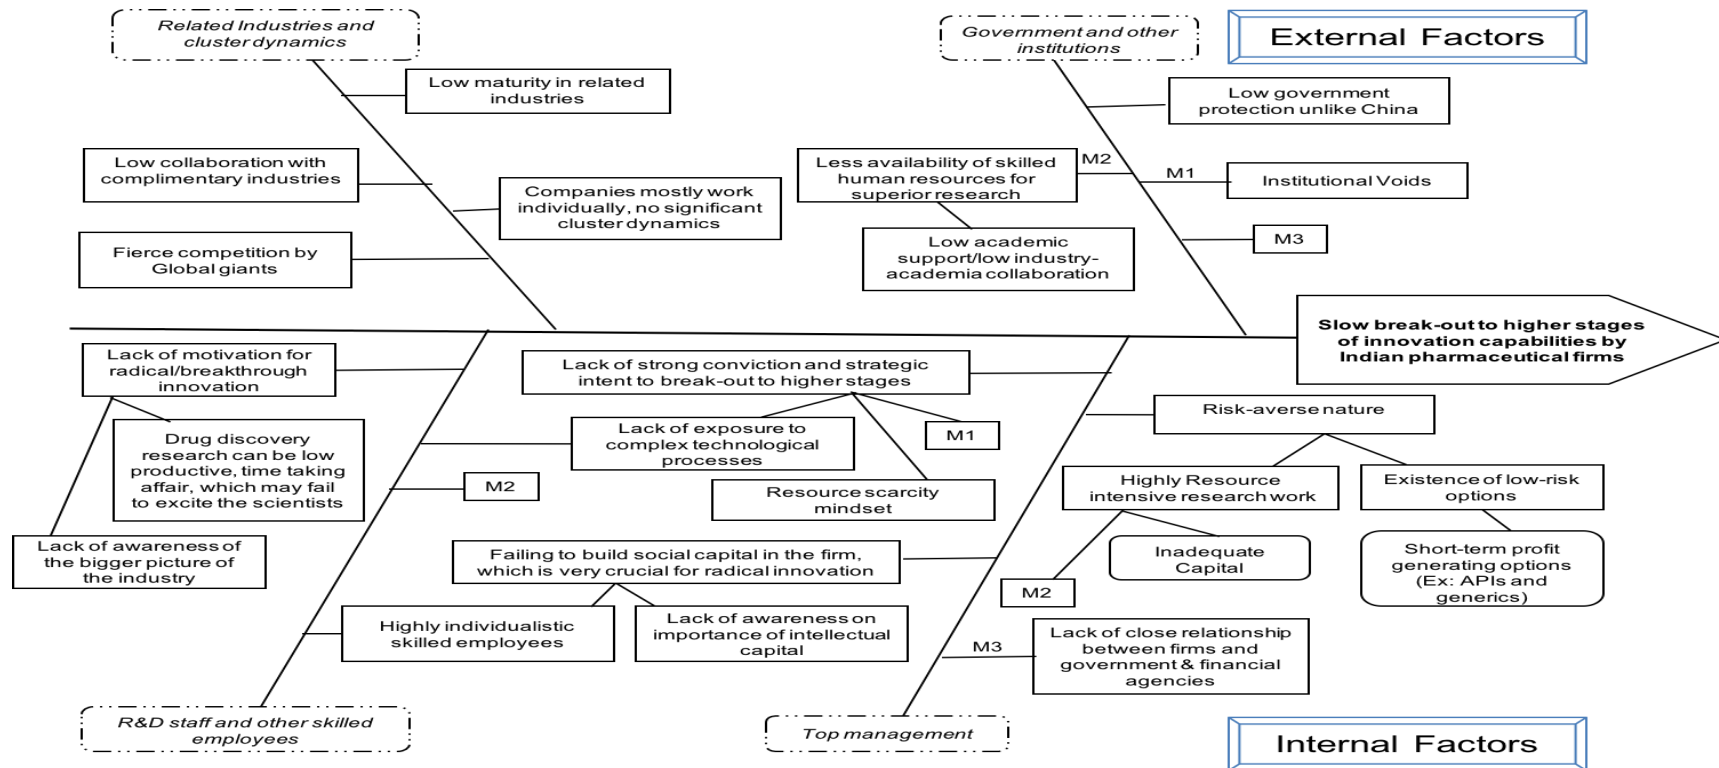 Related Industries and
cluster dynamics
Government and other
institutions
External Factors
Low maturity in related
industries
Low government
protection unlike China
Low collaboration with
complimentary industries
Less availability of skilled
human resources for
superior research
M2
M1
Institutional Voids
Companies mostly work
individually, no significant
cluster dynamics
Fierce competition by
Global giants
Low academic
support/low industry-
academia collaboration
M3
Slow break-out to higher stages
of innovation capabilities by
Indian pharmaceutical firms
Lack of motivation for
radical/breakthrough
innovation
Lack of strong conviction and strategic
intent to break-out to higher stages
Risk-averse nature
Drug discovery
research can be low
productive, time taking
affair, which may fail
to excite the scientists
Lack of exposure to
complex technological
processes
M1
M2
Resource scarcity
mindset
Highly Resource
intensive research work
Existence of low-risk
options
Lack of awareness of
the bigger picture of
the industry
Failing to build social capital in the firm,
which is very crucial for radical innovation
Inadequate
Capital
Short-term profit
generating options
(Ex: APIs and
generics)
M2
Highly individualistic
skilled employees
Lack of awareness on
importance of intellectual
capital
M3
Lack of close relationship
between firms and
government & financial
agencies
R&D staff and other skilled
employees
Top management
Internal Factors